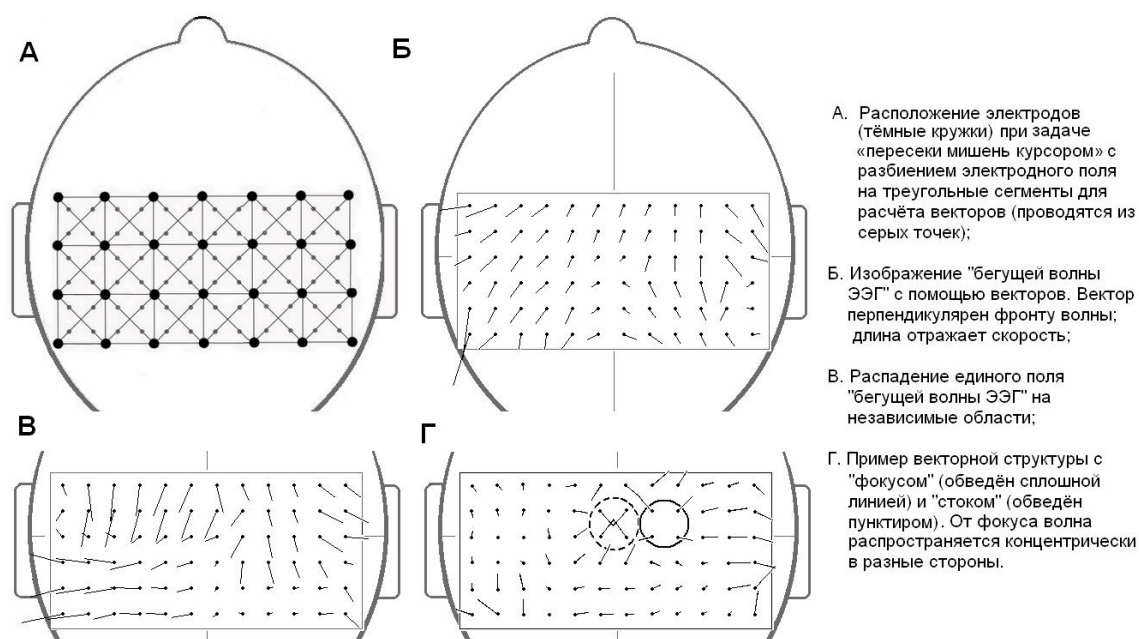 А
Б
В
Г
А. Расположение электродов
(тёмные кружки) при задаче
«пересеки мишень курсором» с
разбиением электродного поля
на треугольные сегменты для
расчёта векторов (проводятся из
серых точек);
Б. Изображение "бегущей волны
ЭЭГ" с помощью векторов. Вектор
перпендикулярен фронту волны;
длина отражает скорость;
В. Распадение единого поля
"бегущей волны ЭЭГ" на
независимые области;
Г. Пример векторной структуры с
"фокусом" (обведён сплошной
линией) и "стоком" (обведён
пунктиром). От фокуса волна
распространяется концентрически
в разные стороны.